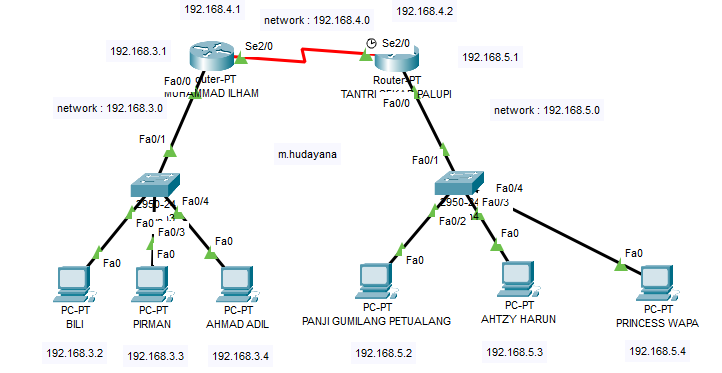 192.168.4.1
network : 192.168.4.0
192.168.4.2
192.168.3.1
Se2/0
Se2/0
192.168.5.1
Router-PT
TANTRI SEKAR PALUPI
outer-PT
MUHAMMAD ILHAM
Fa0/0
Fa0/0
network : 192.168.3.0
network : 192.168.5.0
Fa0/1
m.hudayana
Fa0/1
2950-24
Fa0/4
2950-24
Fa0/3
Fa0/4
Fa0/3
Fa0/2
Fa0
Fa0
Fa0
Fa0
Fa0
Fa0
PC-PT
BILI
PC-PT
PIRMAN
PC-PT
AHMAD ADIL
PC-PT
PANJI GUMILANG PETUALANG
PC-PT
AHTZY HARUN
PC-PT
PRINCESS WAPA
192.168.3.2
192.168.3.3
192.168.3.4
192.168.5.2
192.168.5.3
192.168.5.4